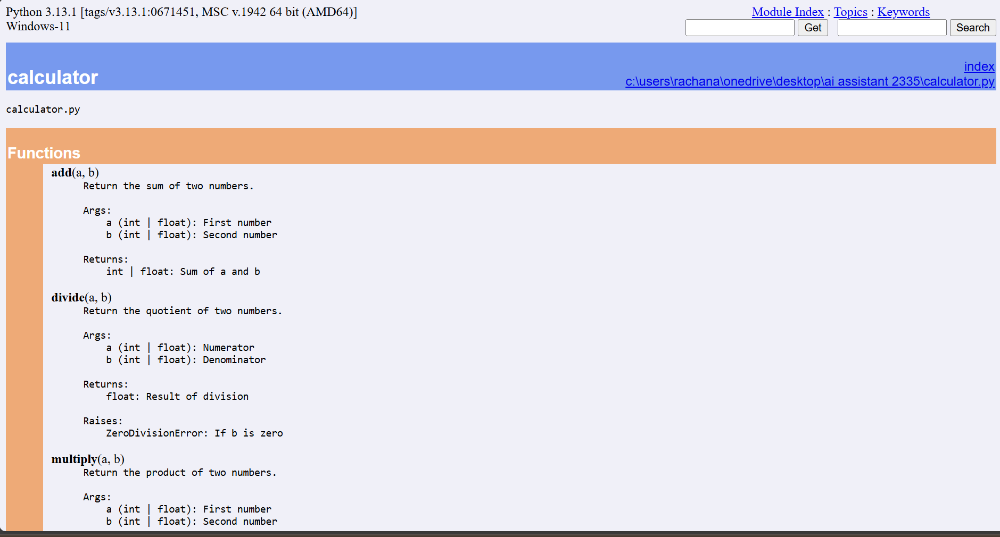 Python 3.13.1 [tags/v3.13.1:0671451, MSC v.1942 64 bit (AMD64)]
Windows-11
Module Index : Topics : Keywords
Get
Search
calculator
index
c:\users\rachana\onedrive\desktop\ai assistant 2335\calculator.py
calculator.py
Functions
add(a, b)
Return the sum of two numbers.
Args:
a (int | float): First number
b (int | float): Second number
Returns:
int | float: Sum of a and b
divide(a, b)
Return the quotient of two numbers.
Args:
a (int | float): Numerator
b (int | float): Denominator
Returns:
float: Result of division
Raises:
ZeroDivisionError: If b is zero
multiply(a, b)
Return the product of two numbers.
Args:
a (int | float): First number
b (int | float): Second number